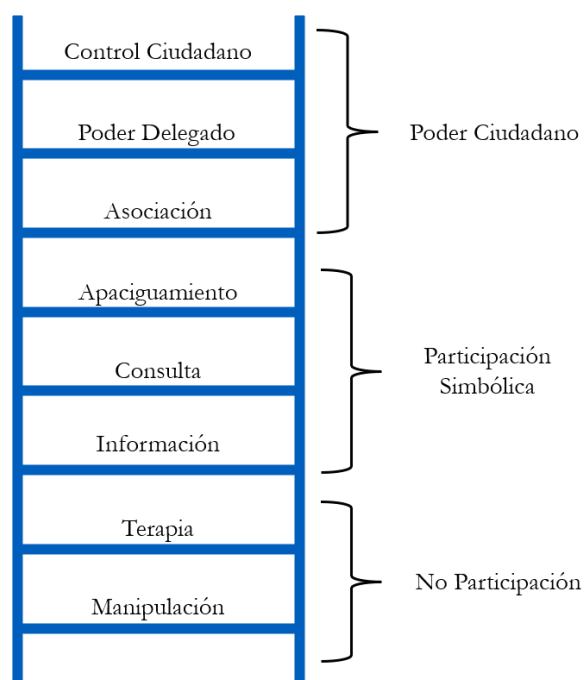 Control Ciudadano
Poder Delegado
Asociación
Poder Ciudadano
Apaciguamiento
Consulta
Información
Participación
Simbólica
Terapia
Manipulación
No Participación